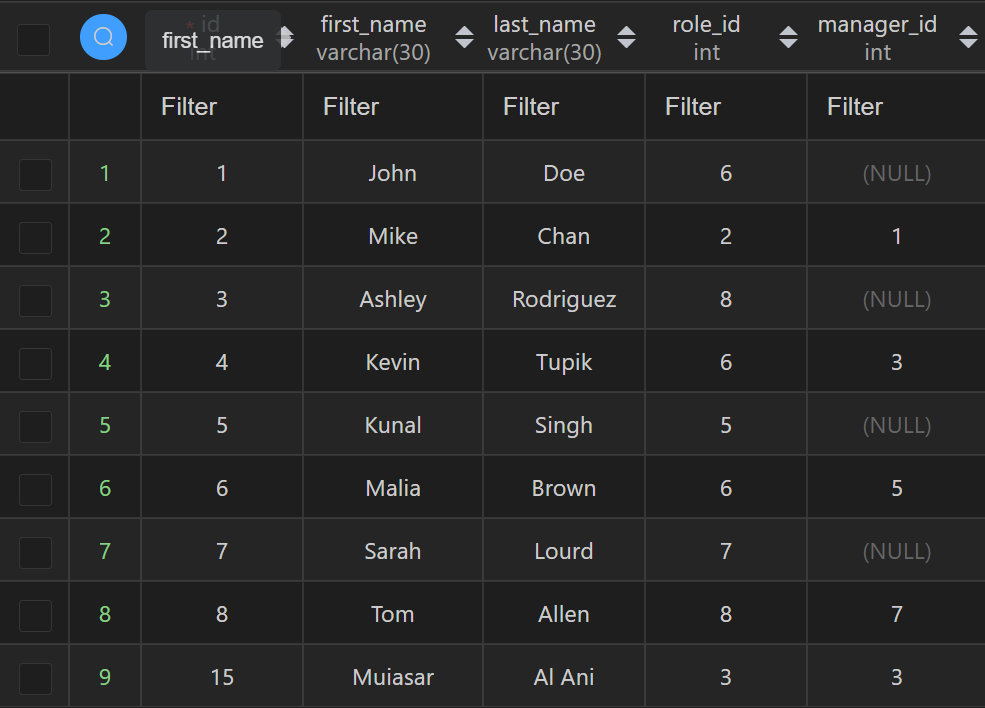 * id first_name last_name role_id manager_id
first_name
int varchar(30) varchar(30) int int
Filter Filter Filter Filter Filter
1 1 John Doe 6 (NULL)
2 2 Mike Chan 2 1
3 3 Ashley Rodriguez 8 (NULL)
4 4 Kevin Tupik 6 3
5 5 Kunal Singh 5 (NULL)
6 6 Malia Brown 6 5
7 7 Sarah Lourd 7 (NULL)
8 8 Tom Allen 8 7
9 15 Muiasar Al Ani 3 3